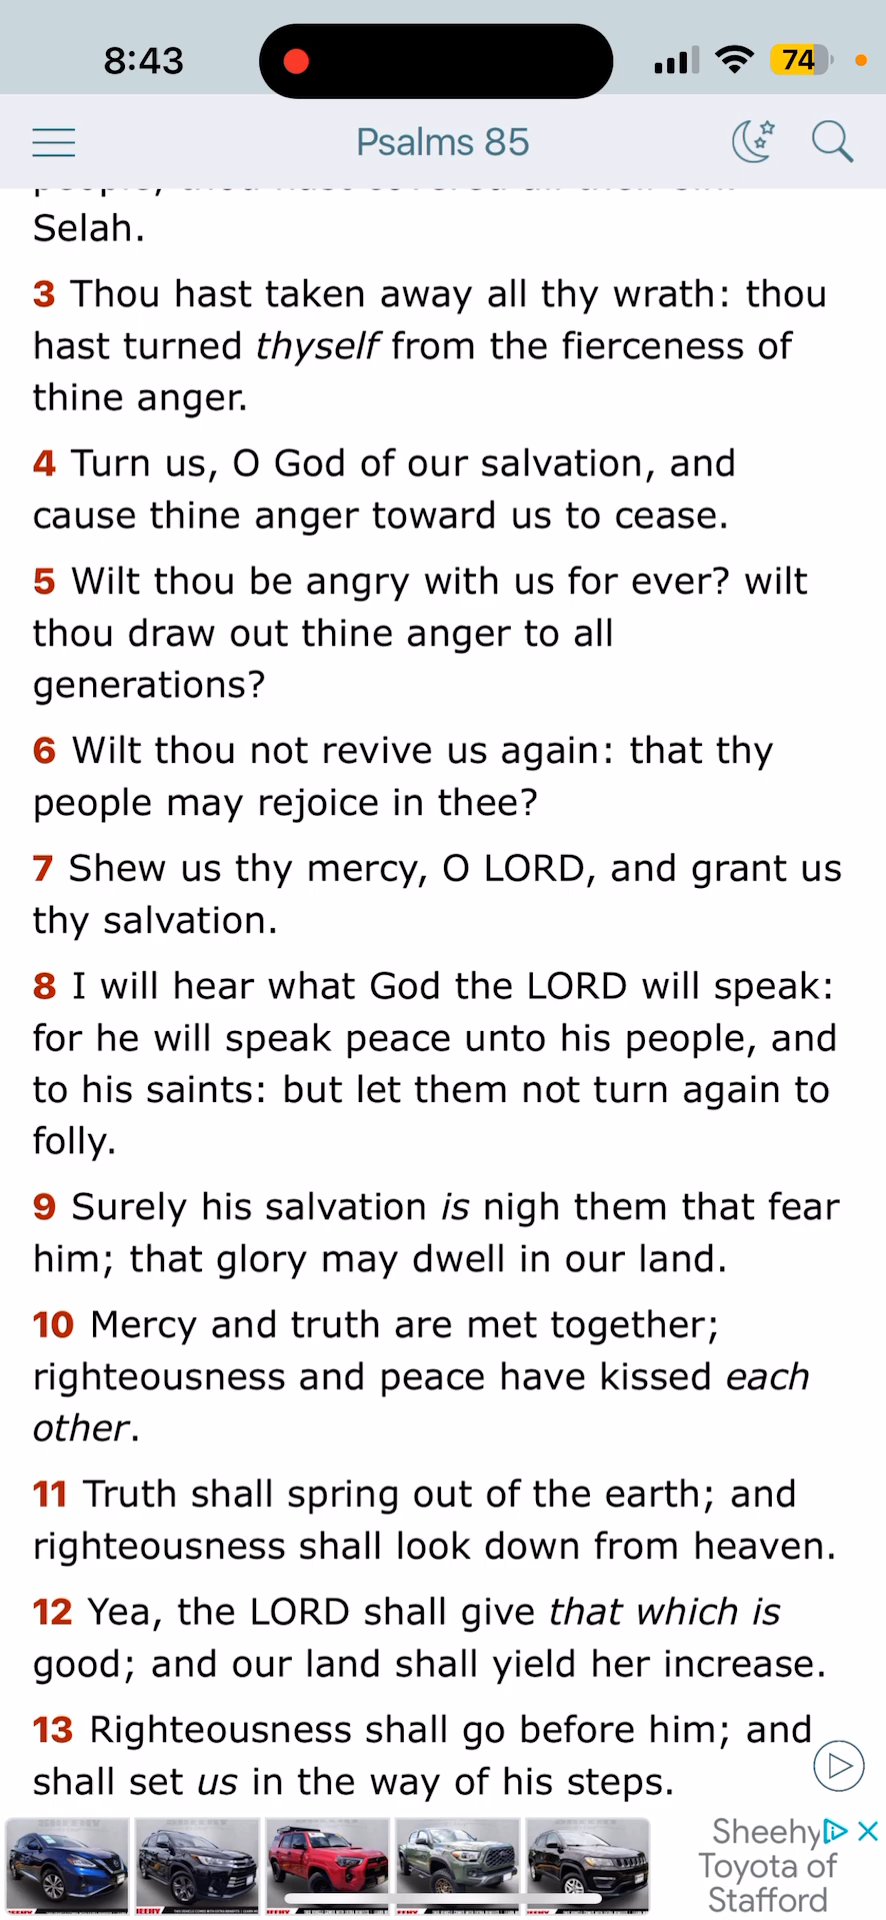 8:43
74
Psalms 85
Selah.
3 Thou hast taken away all thy wrath: thou
hast turned thyself from the fierceness of
thine anger.
4 Turn us, O God of our salvation, and
cause thine anger toward us to cease.
5 Wilt thou be angry with us for ever? wilt
thou draw out thine anger to all
generations?
6 Wilt thou not revive us again: that thy
people may rejoice in thee?
7 Shew us thy mercy, O LORD, and grant us
thy salvation.
8 I will hear what God the LORD will speak:
for he will speak peace unto his people, and
to his saints: but let them not turn again to
folly.
9 Surely his salvation is nigh them that fear
him; that glory may dwell in our land.
10 Mercy and truth are met together;
righteousness and peace have kissed each
other.
11 Truth shall spring out of the earth; and
righteousness shall look down from heaven.
12 Yea, the LORD shall give that which is
good; and our land shall yield her increase.
13 Righteousness shall go before him; and
shall set us in the way of his steps.
Sheehy
Toyota of
Stafford